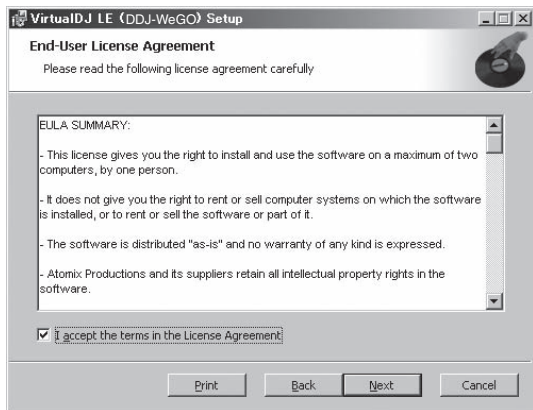 VirtualDJ LE (DDJ-WeGO) Setup
End-User License Agreement
Please read the following license agreement carefully
EULA SUMMARY:
- This license gives you the right to install and use the software on a maximum of two
computers, by one person.
- It does not give you the right to rent or sell computer systems on which the software
is installed, or to rent or sell the software or part of it.
- The software is distributed "as-is" and no warranty of any kind is expressed.
- Atomix Productions and its suppliers retain all intellectual property rights in the
software.
I accept the terms in the License Agreement
Print Back Next Cancel